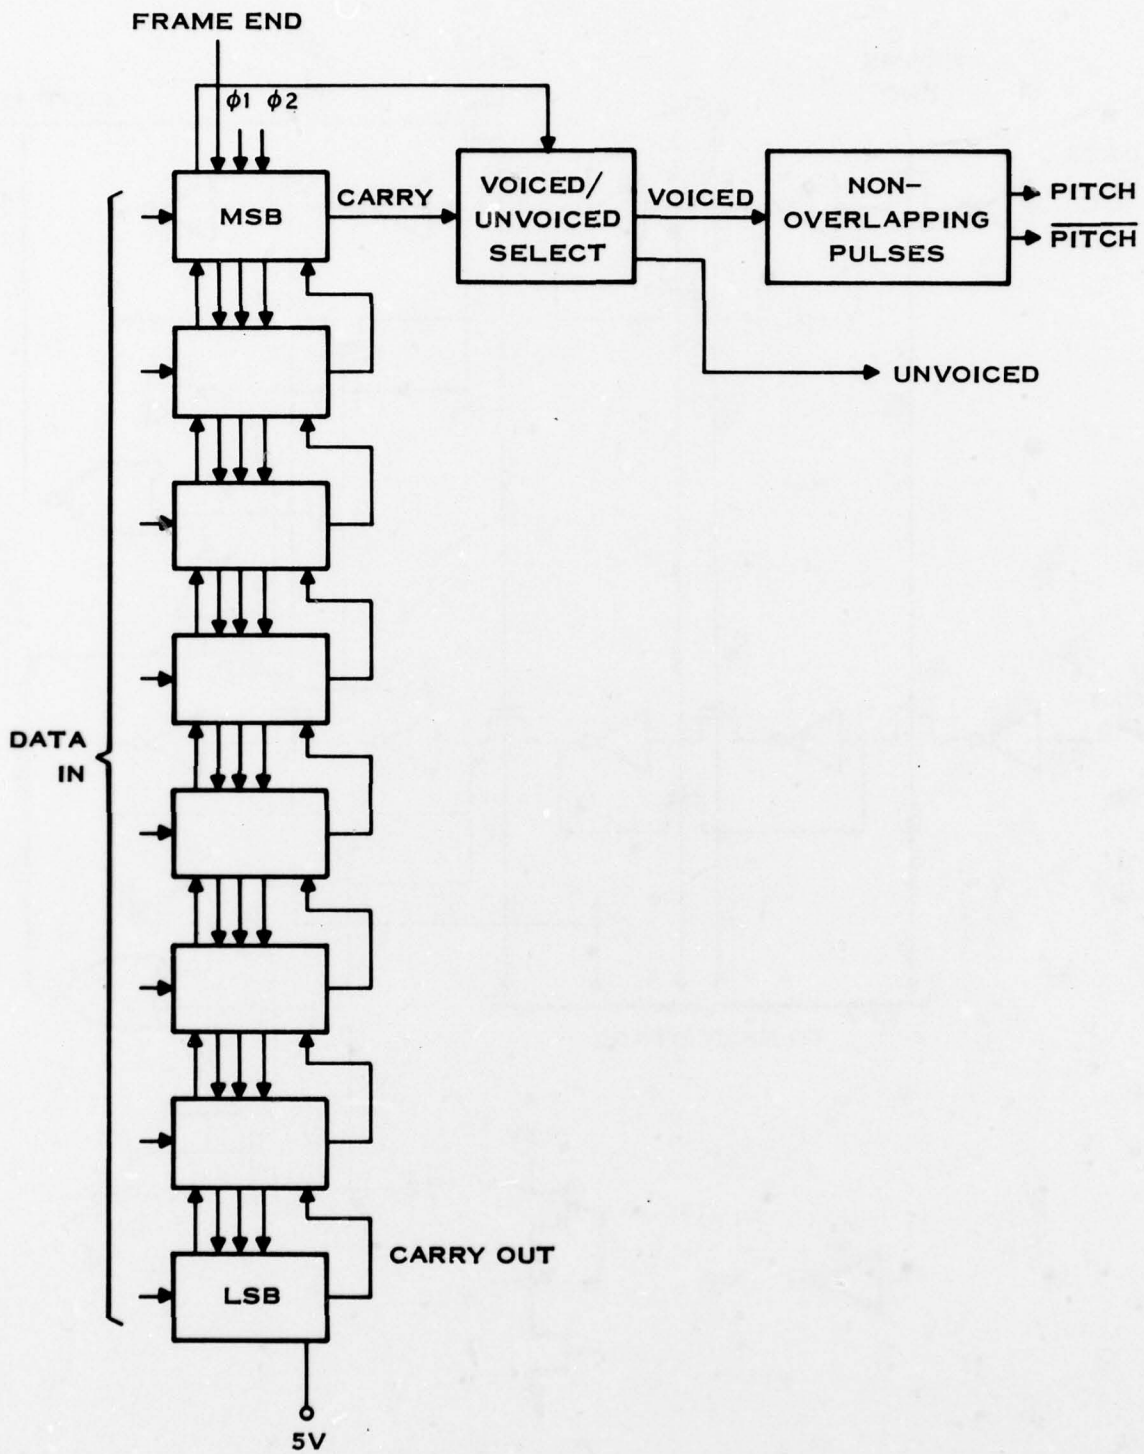 FRAME END
ϕ1 ϕ2
MSB
CARRY
VOICED/
UNVOICED
SELECT
VOICED
NON-
OVERLAPPING
PULSES
PITCH
P̅I̅T̅C̅H̅
UNVOICED
DATA
IN
CARRY OUT
LSB
5V